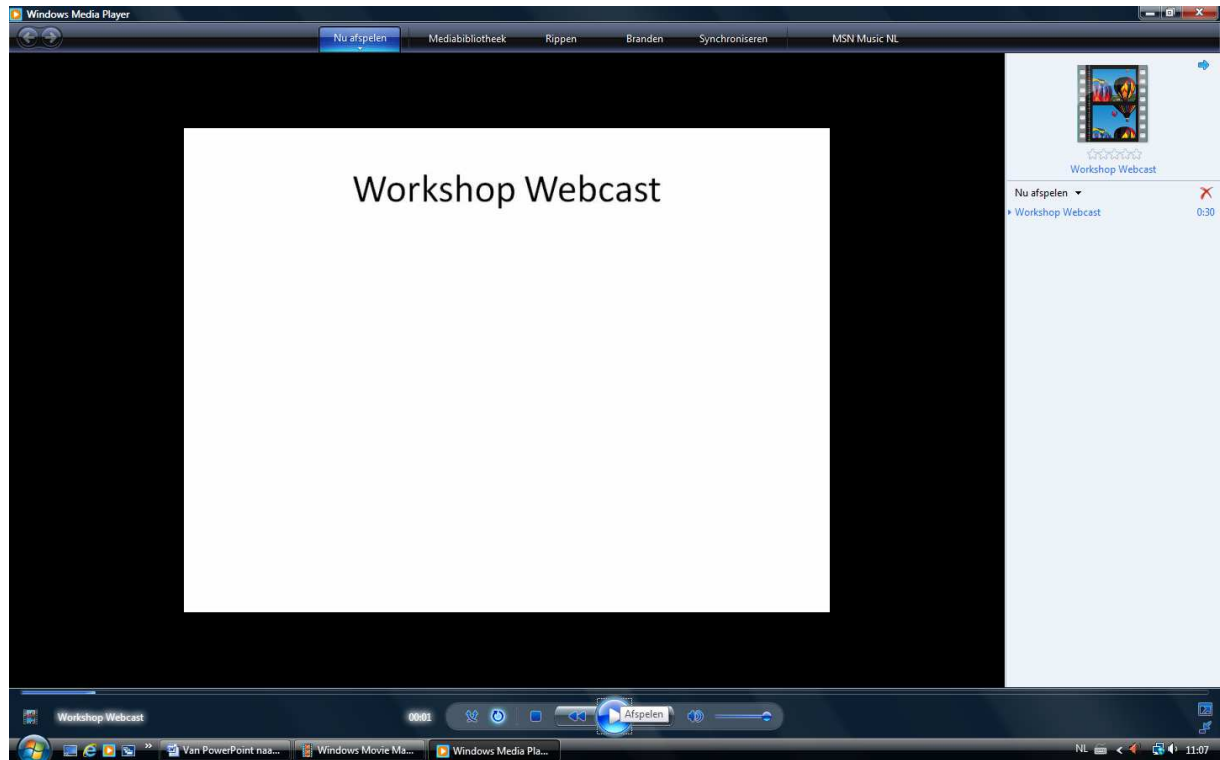 Windows Media Player
Nu afspelen Mediabibliotheek Rippen Branden Synchroniseren MSN Music NL
Workshop Webcast
Workshop Webcast
Nu afspelen
Workshop Webcast 0:30
Workshop Webcast 00:01 Afspelen
Van PowerPoint naa... Windows Movie Ma... Windows Media Pla... NL 11:07